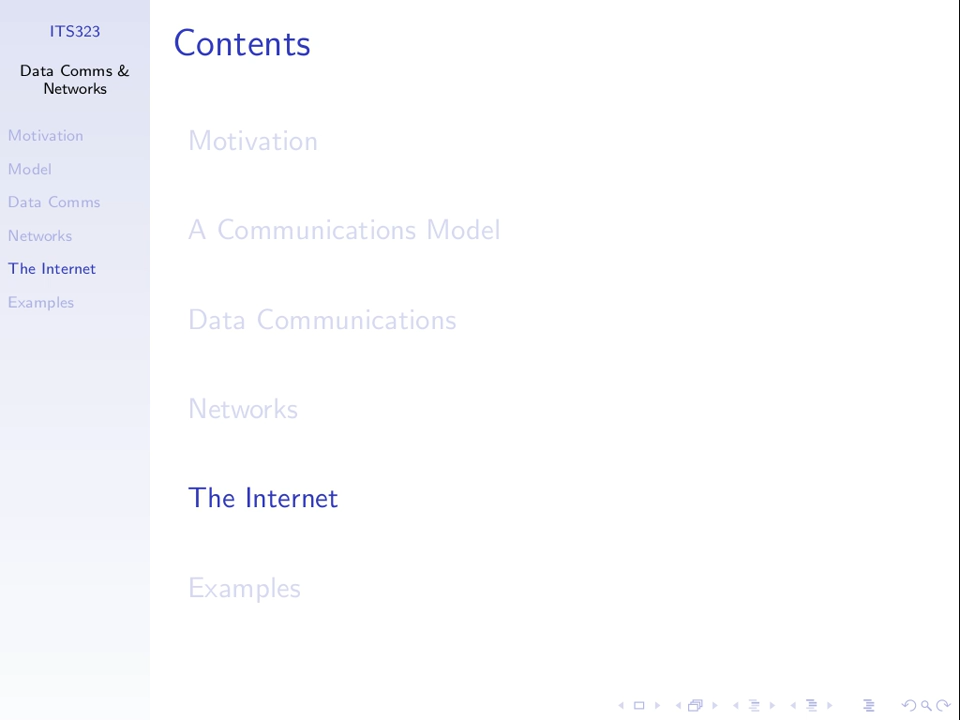 ITS323
Data Comms &
Networks
Motivation
Model
Data Comms
Networks
The Internet
Examples
Contents
Motivation
A Communications Model
Data Communications
Networks
The Internet
Examples